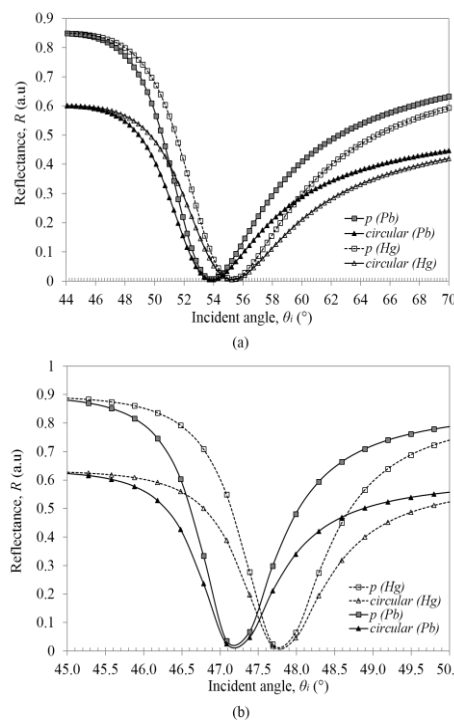 0.9
0.8
0.7
0.6
0.5
0.4
0.3
0.2
0.1
0
Reflectance, R (a.u)
p (Pb)
circular (Pb)
p (Hg)
circular (Hg)
44 46 48 50 52 54 56 58 60 62 64 66 68 70
Incident angle, θi (°)
(a)
1
0.9
0.8
0.7
0.6
0.5
0.4
0.3
0.2
0.1
0
Reflectance, R (a.u)
p (Hg)
circular (Hg)
p (Pb)
circular (Pb)
45.0 45.5 46.0 46.5 47.0 47.5 48.0 48.5 49.0 49.5 50.0
Incident angle, θi (°)
(b)